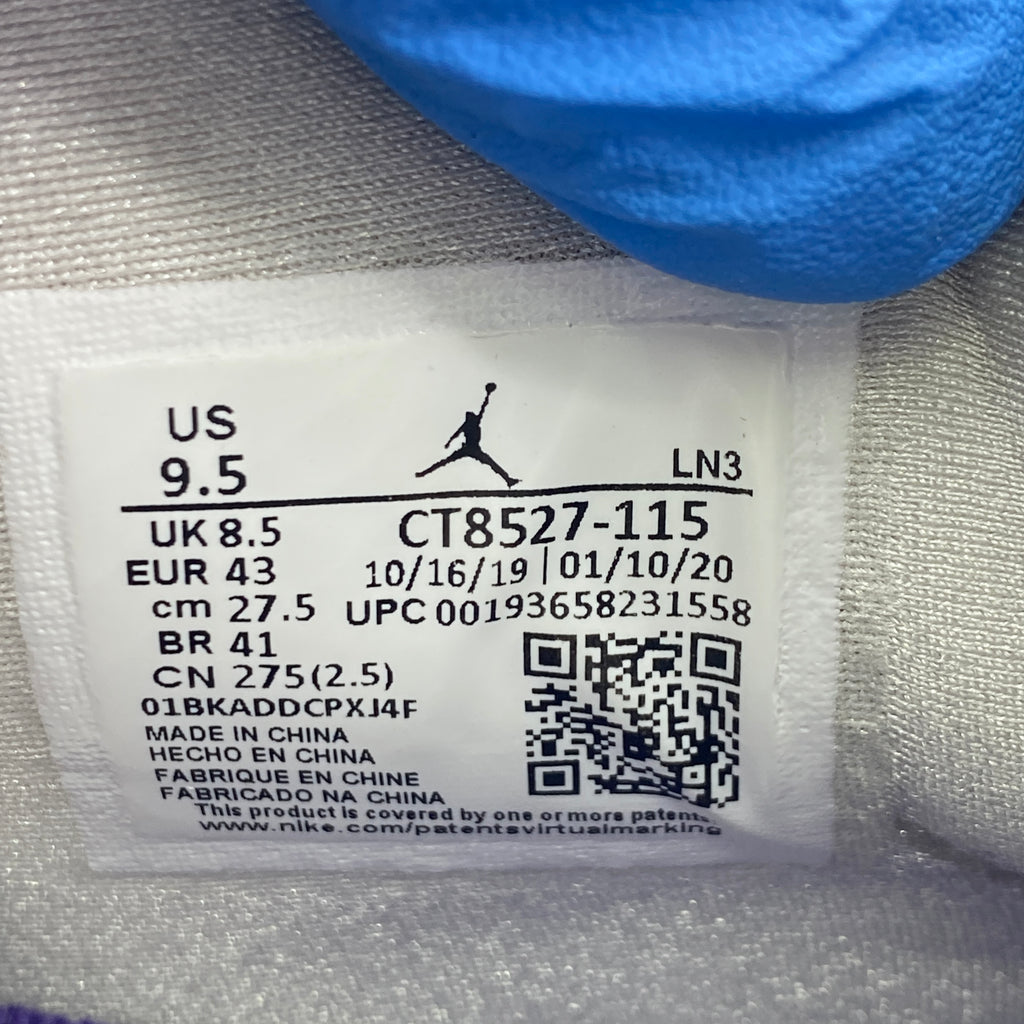 US
9.5
LN3
UK 8.5
CT8527-115
EUR 43
10/16/19 | 01/10/20
cm 27.5
UPC 00193658231558
BR 41
CN 275(2.5)
01BKADDCPXJ4F
MADE IN CHINA
HECHO EN CHINA
FABRIQUE EN CHINE
FABRICADO NA CHINA
This product is covered by one or more patents.
www.nike.com/patentsvirtualmarking